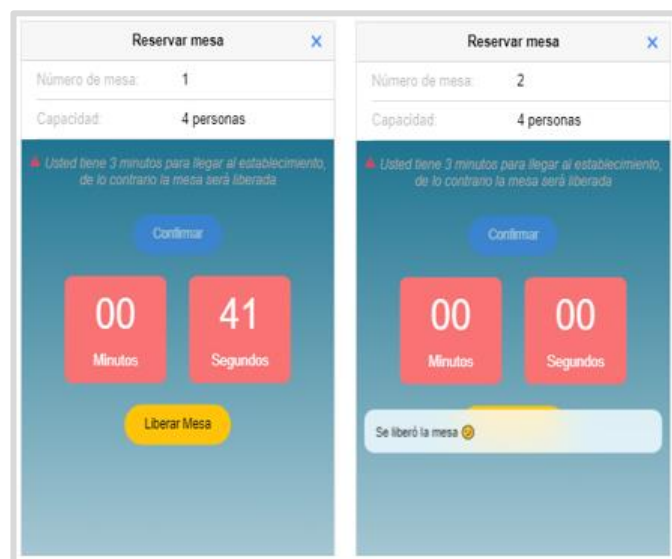 Reservar mesa
Número de mesa: 1
Capacidad: 4 personas
Usted tiene 3 minutos para llegar al establecimiento,
de lo contrario la mesa será liberada
Confirmar
00 41
Minutos Segundos
Liberar Mesa
Reservar mesa
Número de mesa: 2
Capacidad: 4 personas
Usted tiene 3 minutos para llegar al establecimiento,
de lo contrario la mesa será liberada
Confirmar
00 00
Minutos Segundos
Se liberó la mesa 😕